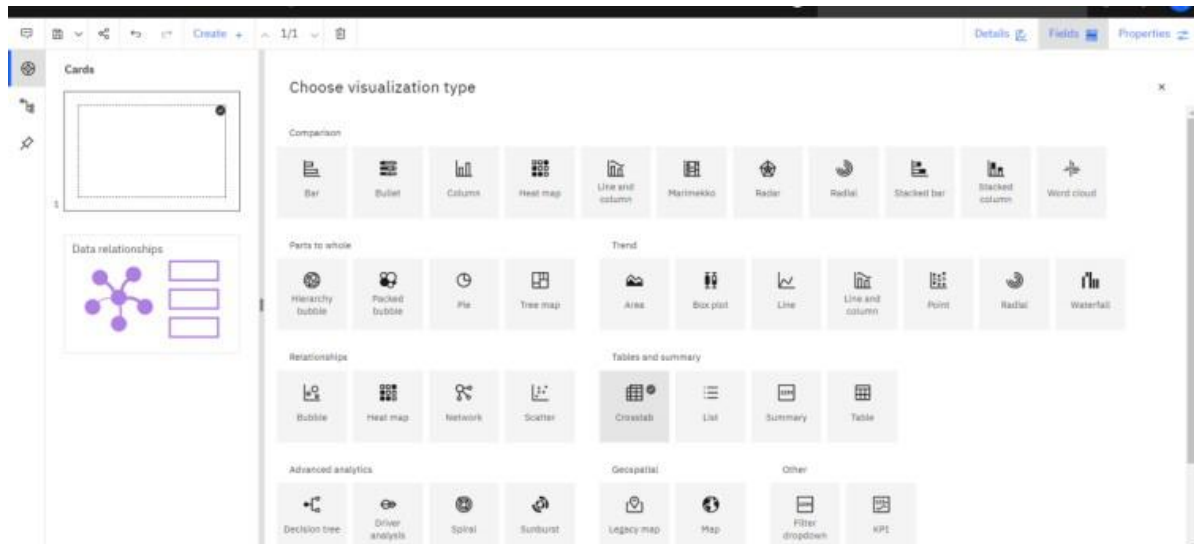 Create +
1/1
Details
Fields
Properties
Cards
1
Data relationships
Choose visualization type
Comparison
Bar
Bullet
Column
Heat map
Line and
column
Marimekko
Radar
Radial
Stacked bar
Stacked
column
Word cloud
Parts to whole
Hierarchy
bubble
Packed
bubble
Pie
Tree map
Trend
Area
Box plot
Line
Line and
column
Point
Radial
Waterfall
Relationships
Bubble
Heat map
Network
Scatter
Tables and summary
Crosstab
List
Summary
Table
Advanced analytics
Decision tree
Driver
analysis
Spiral
Sunburst
Geospatial
Legacy map
Map
Other
Filter
dropdown
KPI